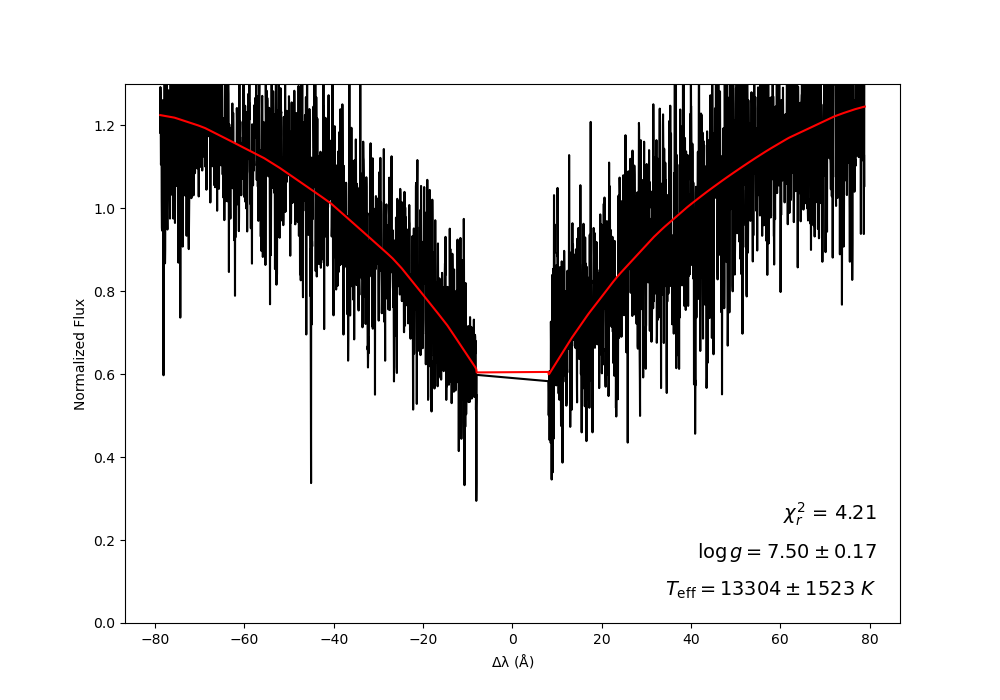 1.2
1.0
0.8
0.6
0.4
0.2
0.0
Normalized Flux
χ²ᵣ = 4.21
log g = 7.50 ± 0.17
T_eff = 13304 ± 1523 K
−80 −60 −40 −20 0 20 40 60 80
Δλ (Å)